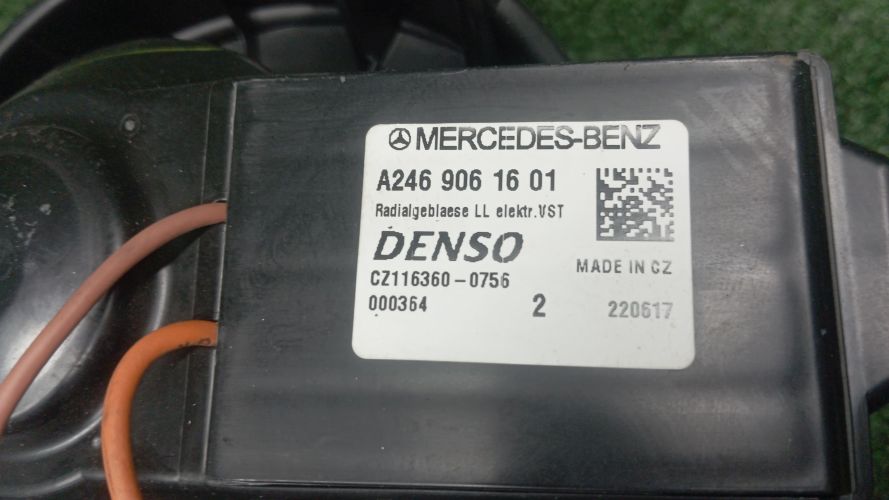 MERCEDES-BENZ
A246 906 16 01
Radialgeblaese LL elektr.VST
DENSO
MADE IN CZ
CZ116360-0756
000364 2 220617